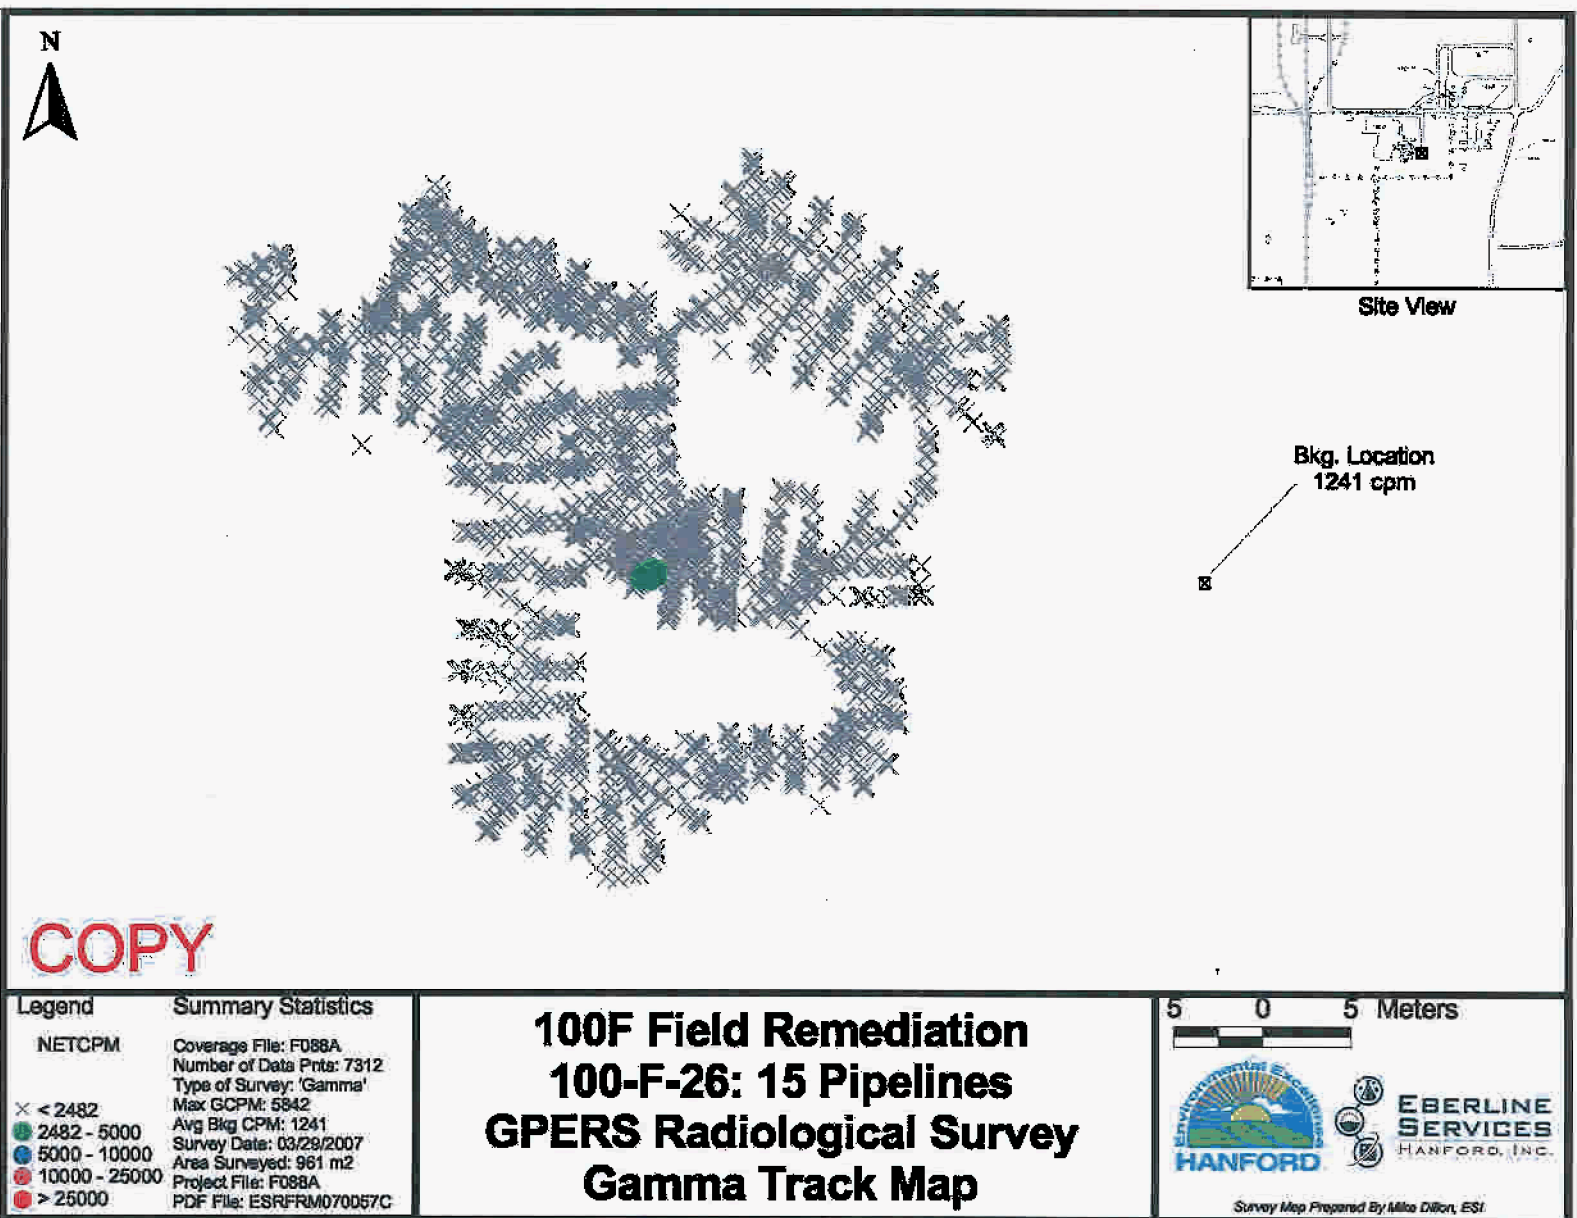 N
Site View
Bkg. Location
1241 cpm
COPY
Legend
NETCPM
< 2482
2482 - 5000
5000 - 10000
10000 - 25000
> 25000
Summary Statistics
Coverage File: F088A
Number of Data Pnts: 7312
Type of Survey: 'Gamma'
Max GCPM: 5842
Avg Bkg CPM: 1241
Survey Date: 03/29/2007
Area Surveyed: 961 m2
Project File: F088A
PDF File: ESRFRM070057C
100F Field Remediation
100-F-26: 15 Pipelines
GPERS Radiological Survey
Gamma Track Map
5 0 5 Meters
Environmental Excellence
HANFORD
EBERLINE
SERVICES
HANFORD, INC.
Survey Map Prepared By Mike Dillon, ESI